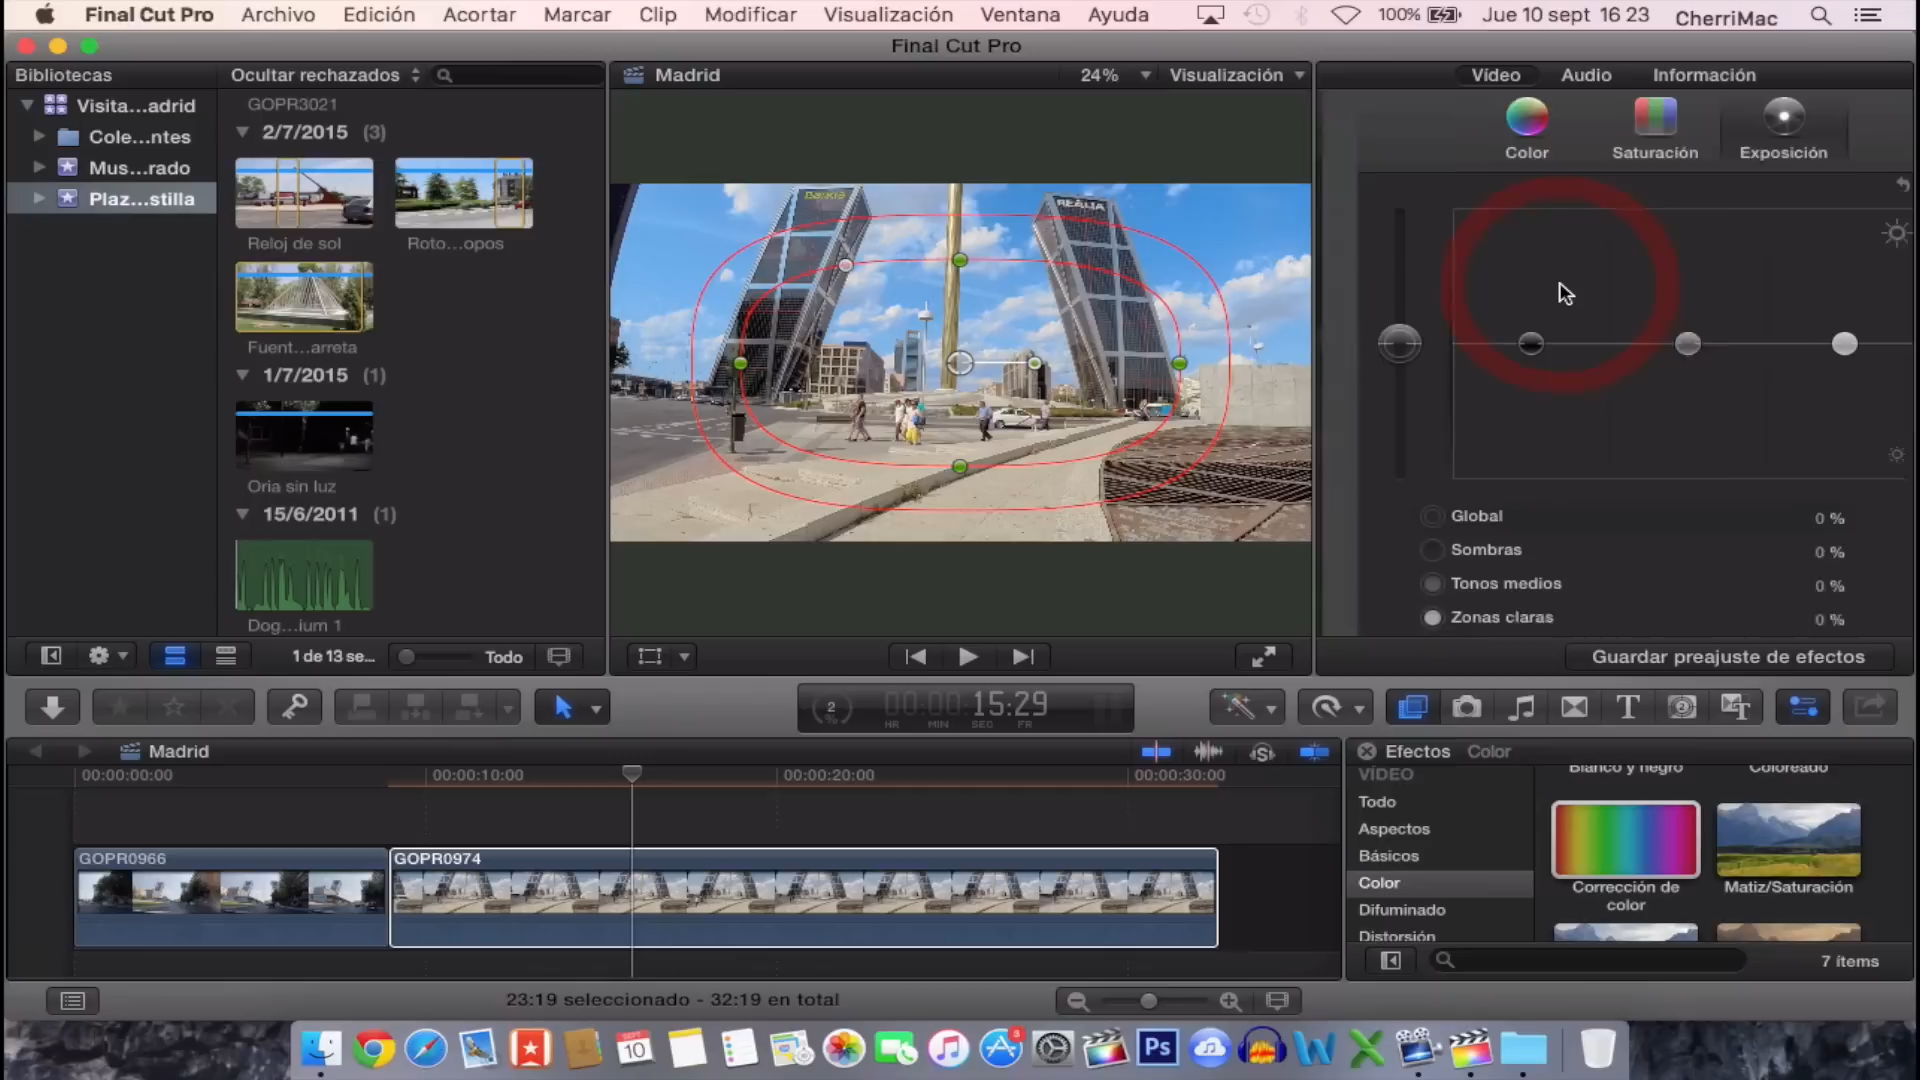 Final Cut Pro Archivo Edición Acortar Marcar Clip Modificar Visualización Ventana Ayuda 100% Jue 10 sept 16 23 CherriMac
Final Cut Pro
Bibliotecas Ocultar rechazados Madrid 24% Visualización Vídeo Audio Información
Visita...adrid
Cole...ntes
Mus...rado
Plaz...stilla
GOPR3021
2/7/2015 (3)
Reloj de sol Roto...opos
Fuent...arreta
1/7/2015 (1)
Oria sin luz
15/6/2011 (1)
Dog...ium 1
Bankia
REALIA
Color Saturación Exposición
Global 0 %
Sombras 0 %
Tonos medios 0 %
Zonas claras 0 %
1 de 13 se... Todo
Guardar preajuste de efectos
2 % 00:00:15:29
HR MIN SEC FR
Madrid
00:00:00:00 00:00:10:00 00:00:20:00 00:00:30:00
GOPR0966 GOPR0974
23:19 seleccionado - 32:19 en total
Efectos Color
VÍDEO
Todo
Aspectos
Básicos
Color
Difuminado
Distorsión
Blanco y negro Coloreado
Corrección de color Matiz/Saturación
7 ítems
SEPT 10
8
Ps